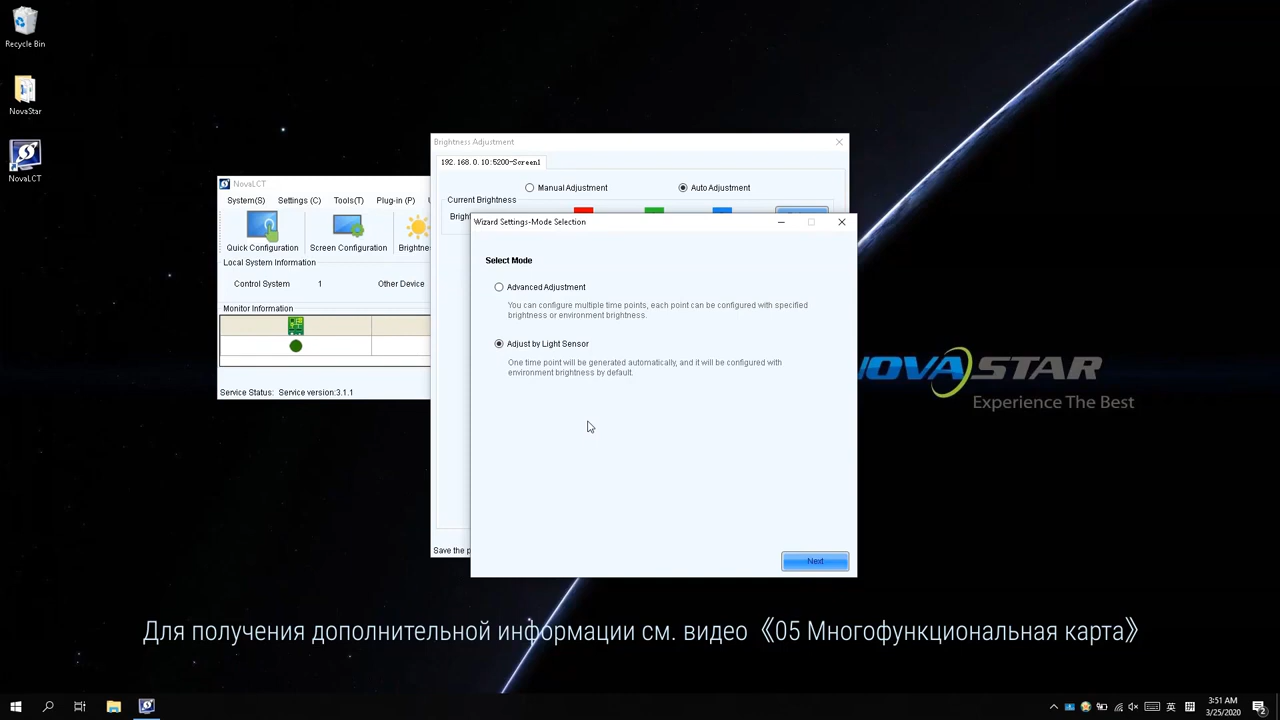 Recycle Bin
NovaStar
NovaLCT
NovaLCT
System(S) Settings (C) Tools(T) Plug-in (P)
Quick Configuration Screen Configuration
Local System Information
Control System 1 Other Device
Monitor Information
Service Status: Service version:3.1.1
Brightness Adjustment
192.168.0.10:5200-Screen1
Manual Adjustment Auto Adjustment
Current Brightness
Save the
Wizard Settings-Mode Selection
Select Mode
Advanced Adjustment
You can configure multiple time points, each point can be configured with specified
brightness or environment brightness.
Adjust by Light Sensor
One time point will be generated automatically, and it will be configured with
environment brightness by default.
Next
NOVASTAR
Experience The Best
Для получения дополнительной информации см. видео《05 Многофункциональная карта》
英
3:51 AM
3/25/2020
2